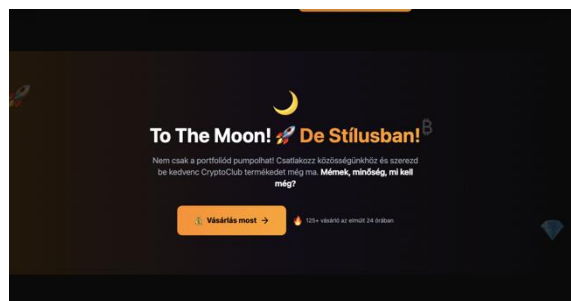 To The Moon! 🚀 De Stílusban!
Nem csak a portfoliód pumpolhat! Csatlakozz közösségünkhöz és szerezd
be kedvenc CryptoClub termékedet még ma. Mémek, minőség, mi kell
még?
Vásárlás most →
125+ vásárló az elmúlt 24 órában